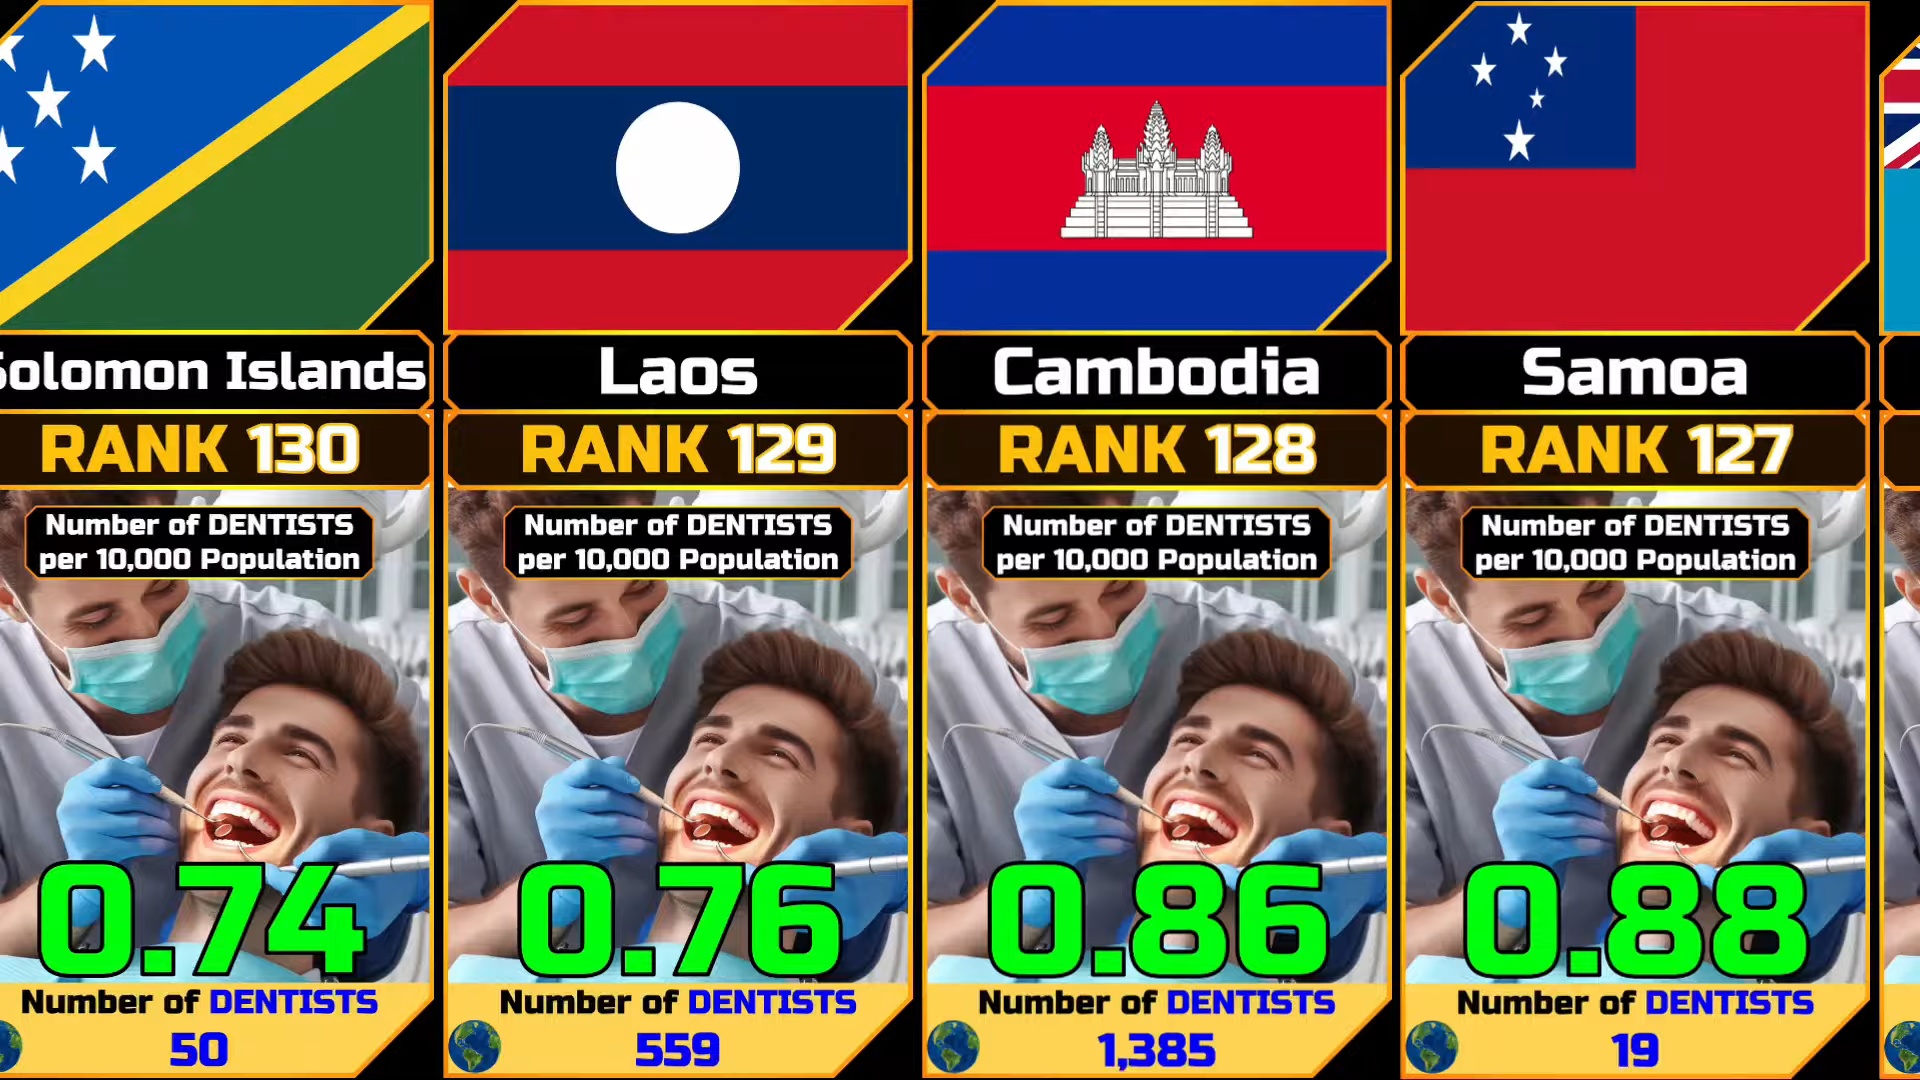 Solomon Islands
RANK 130
Number of DENTISTS
per 10,000 Population
0.74
Number of DENTISTS
50
Laos
RANK 129
Number of DENTISTS
per 10,000 Population
0.76
Number of DENTISTS
559
Cambodia
RANK 128
Number of DENTISTS
per 10,000 Population
0.86
Number of DENTISTS
1,385
Samoa
RANK 127
Number of DENTISTS
per 10,000 Population
0.88
Number of DENTISTS
19